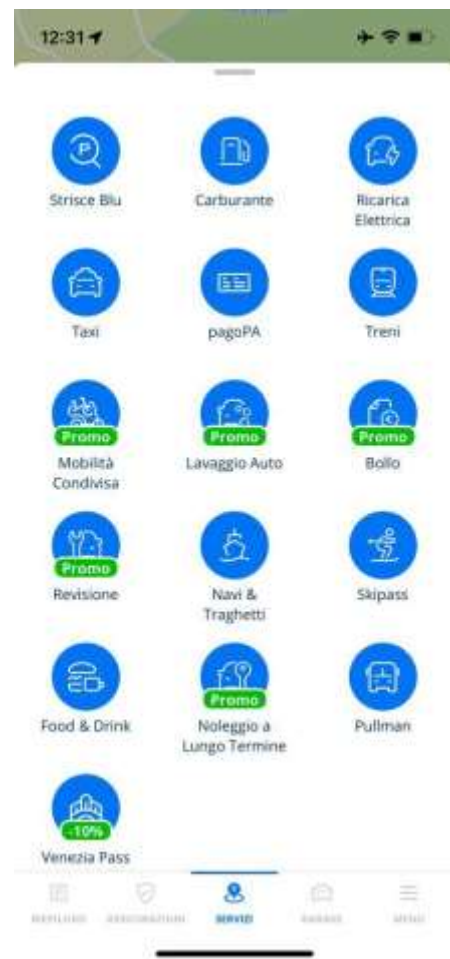 12:31
Strisce Blu
Carburante
Ricarica
Elettrica
Taxi
pagoPA
Treni
Promo
Promo
Promo
Mobilità
Condivisa
Lavaggio Auto
Bollo
Promo
Revisione
Navi &
Traghetti
Skipass
Promo
Food & Drink
Noleggio a
Lungo Termine
Pullman
-10%
Venezia Pass
SERVIZI
MENU